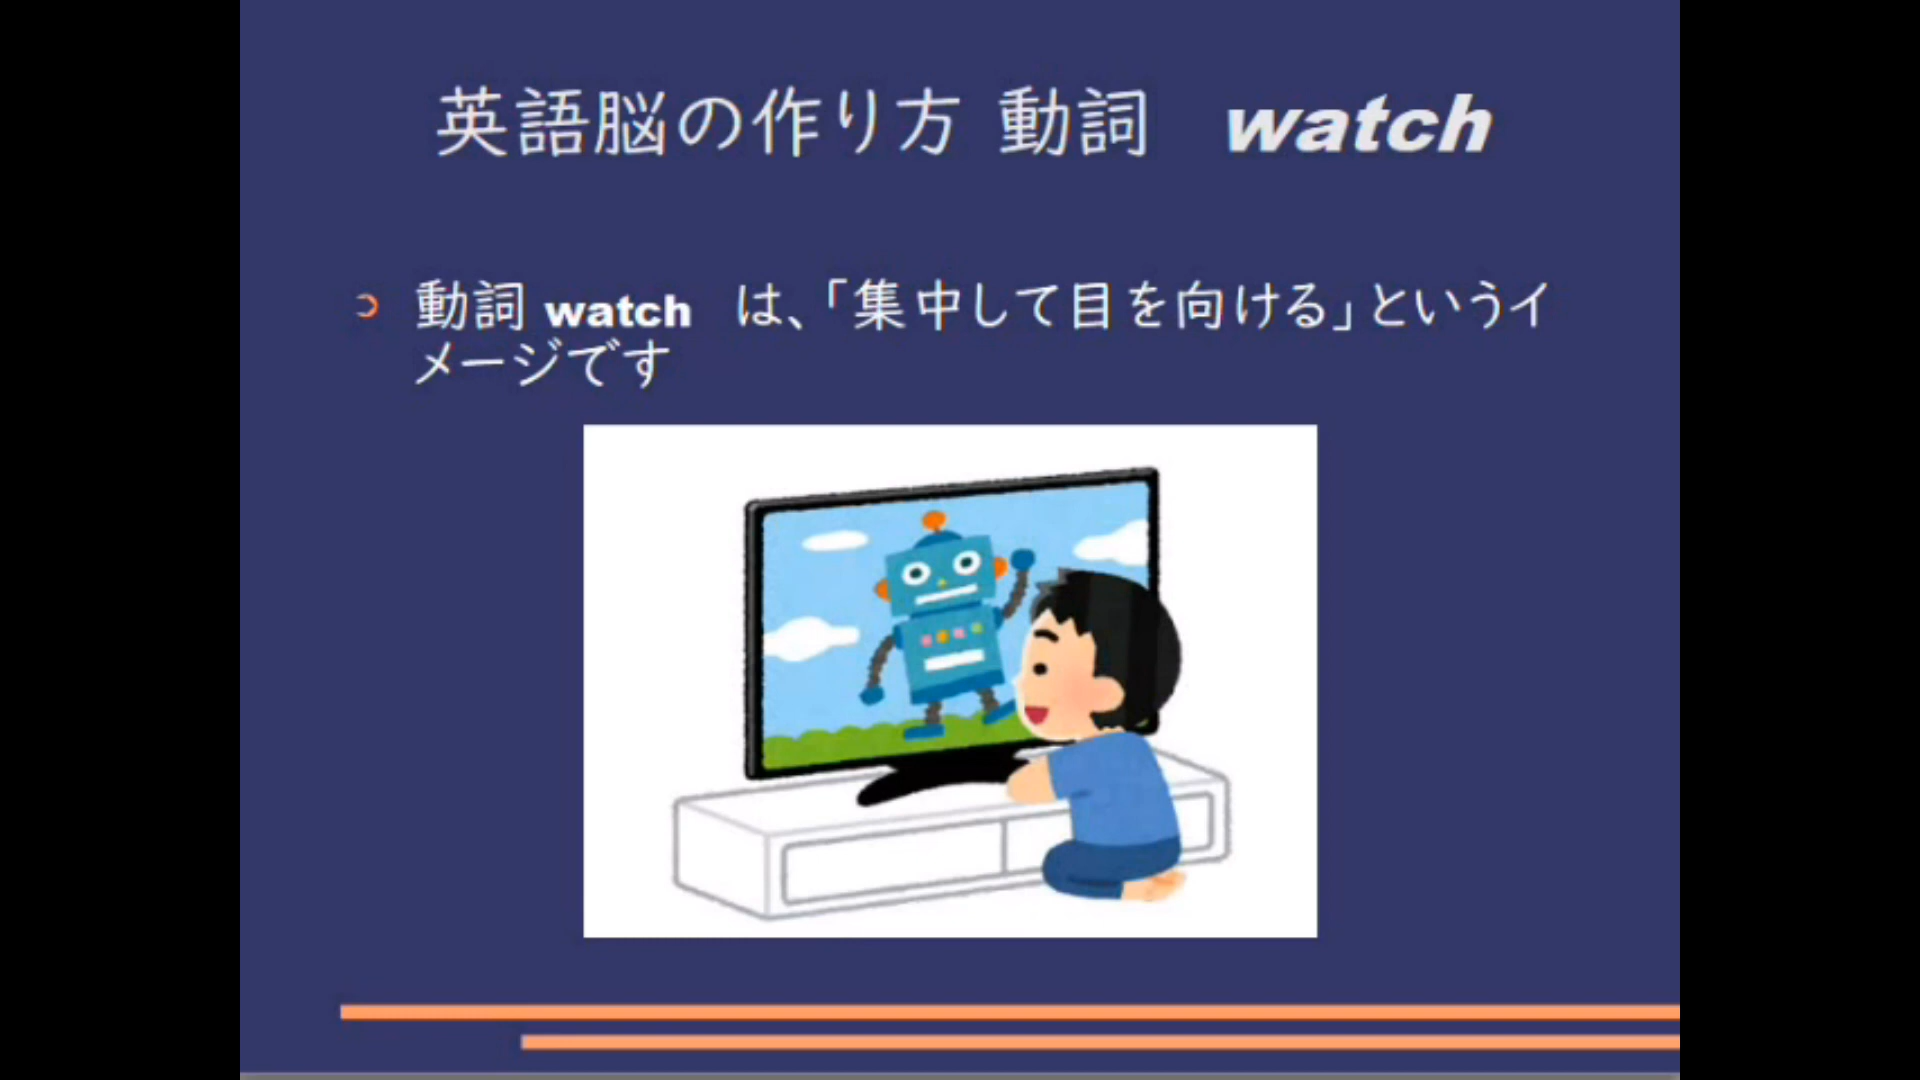 英語脳の作り方 動詞 watch
動詞 watch は、「集中して目を向ける」というイ
メージです